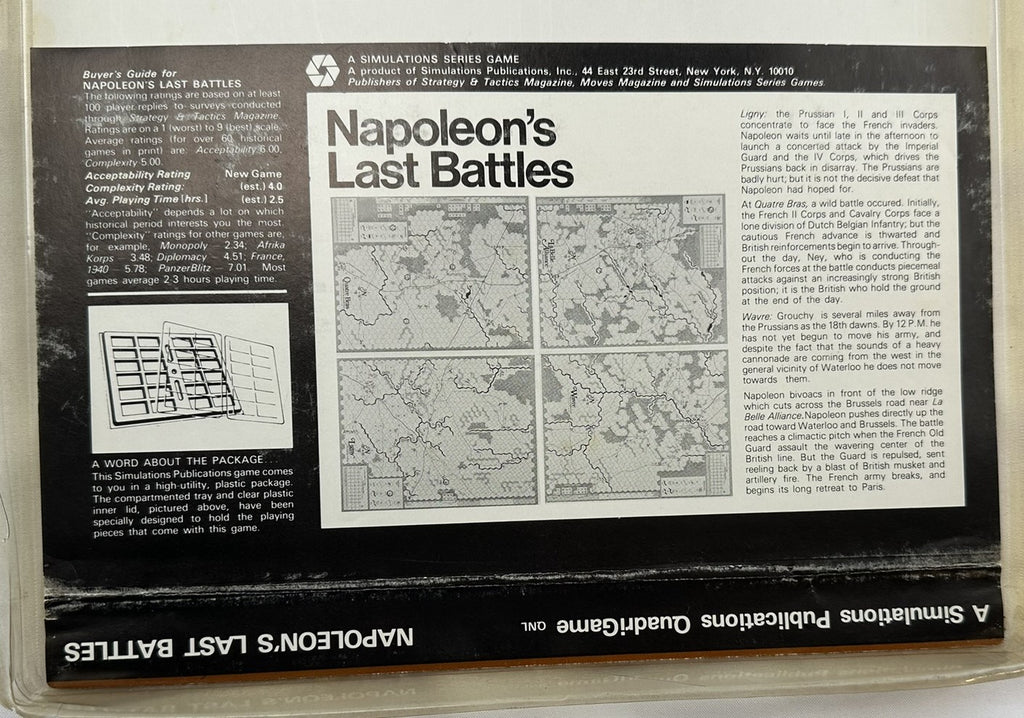 Buyer's Guide for
NAPOLEON'S LAST BATTLES
The following ratings are based on at least
100 player replies to surveys conducted
through Strategy & Tactics Magazine.
Ratings are on a 1 (worst) to 9 (best) scale.
Average ratings (for over 60 historical
games in print) are: Acceptability 6.00,
Complexity 5.00.
Acceptability Rating New Game
Complexity Rating: (est.) 4.0
Avg. Playing Time [hrs.] (est.) 2.5
"Acceptability" depends a lot on which
historical period interests you the most.
"Complexity" ratings for other games are,
for example, Monopoly - 2.34; Afrika
Korps - 3.48; Diplomacy - 4.51; France,
1940 - 5.78; PanzerBlitz - 7.01. Most
games average 2-3 hours playing time.
A WORD ABOUT THE PACKAGE...
This Simulations Publications game comes
to you in a high-utility, plastic package.
The compartmented tray and clear plastic
inner lid, pictured above, have been
specially designed to hold the playing
pieces that come with this game.
A SIMULATIONS SERIES GAME
A product of Simulations Publications, Inc., 44 East 23rd Street, New York, N.Y. 10010
Publishers of Strategy & Tactics Magazine, Moves Magazine and Simulations Series Games.
Napoleon's
Last Battles
Quatre Bras
Wavre
Ligny
Ligny: the Prussian I, II and III Corps
concentrate to face the French invaders.
Napoleon waits until late in the afternoon to
launch a concerted attack by the Imperial
Guard and the IV Corps, which drives the
Prussians back in disarray. The Prussians are
badly hurt; but it is not the decisive defeat that
Napoleon had hoped for.
At Quatre Bras, a wild battle occured. Initially,
the French II Corps and Cavalry Corps face a
lone division of Dutch Belgian Infantry; but the
cautious French advance is thwarted and
British reinforcements begin to arrive. Through-
out the day, Ney, who is conducting the
French forces at the battle conducts piecemeal
attacks against an increasingly strong British
position; it is the British who hold the ground
at the end of the day.
Wavre: Grouchy is several miles away from
the Prussians as the 18th dawns. By 12 P.M. he
has not yet begun to move his army, and
despite the fact that the sounds of a heavy
cannonade are coming from the west in the
general vicinity of Waterloo he does not move
towards them.
Napoleon bivoacs in front of the low ridge
which cuts across the Brussels road near La
Belle Alliance. Napoleon pushes directly up the
road toward Waterloo and Brussels. The battle
reaches a climactic pitch when the French Old
Guard assault the wavering center of the
British line. But the Guard is repulsed, sent
reeling back by a blast of British musket and
artillery fire. The French army breaks, and
begins its long retreat to Paris.
A Simulations Publications QuadriGame QNL NAPOLEON'S LAST BATTLES